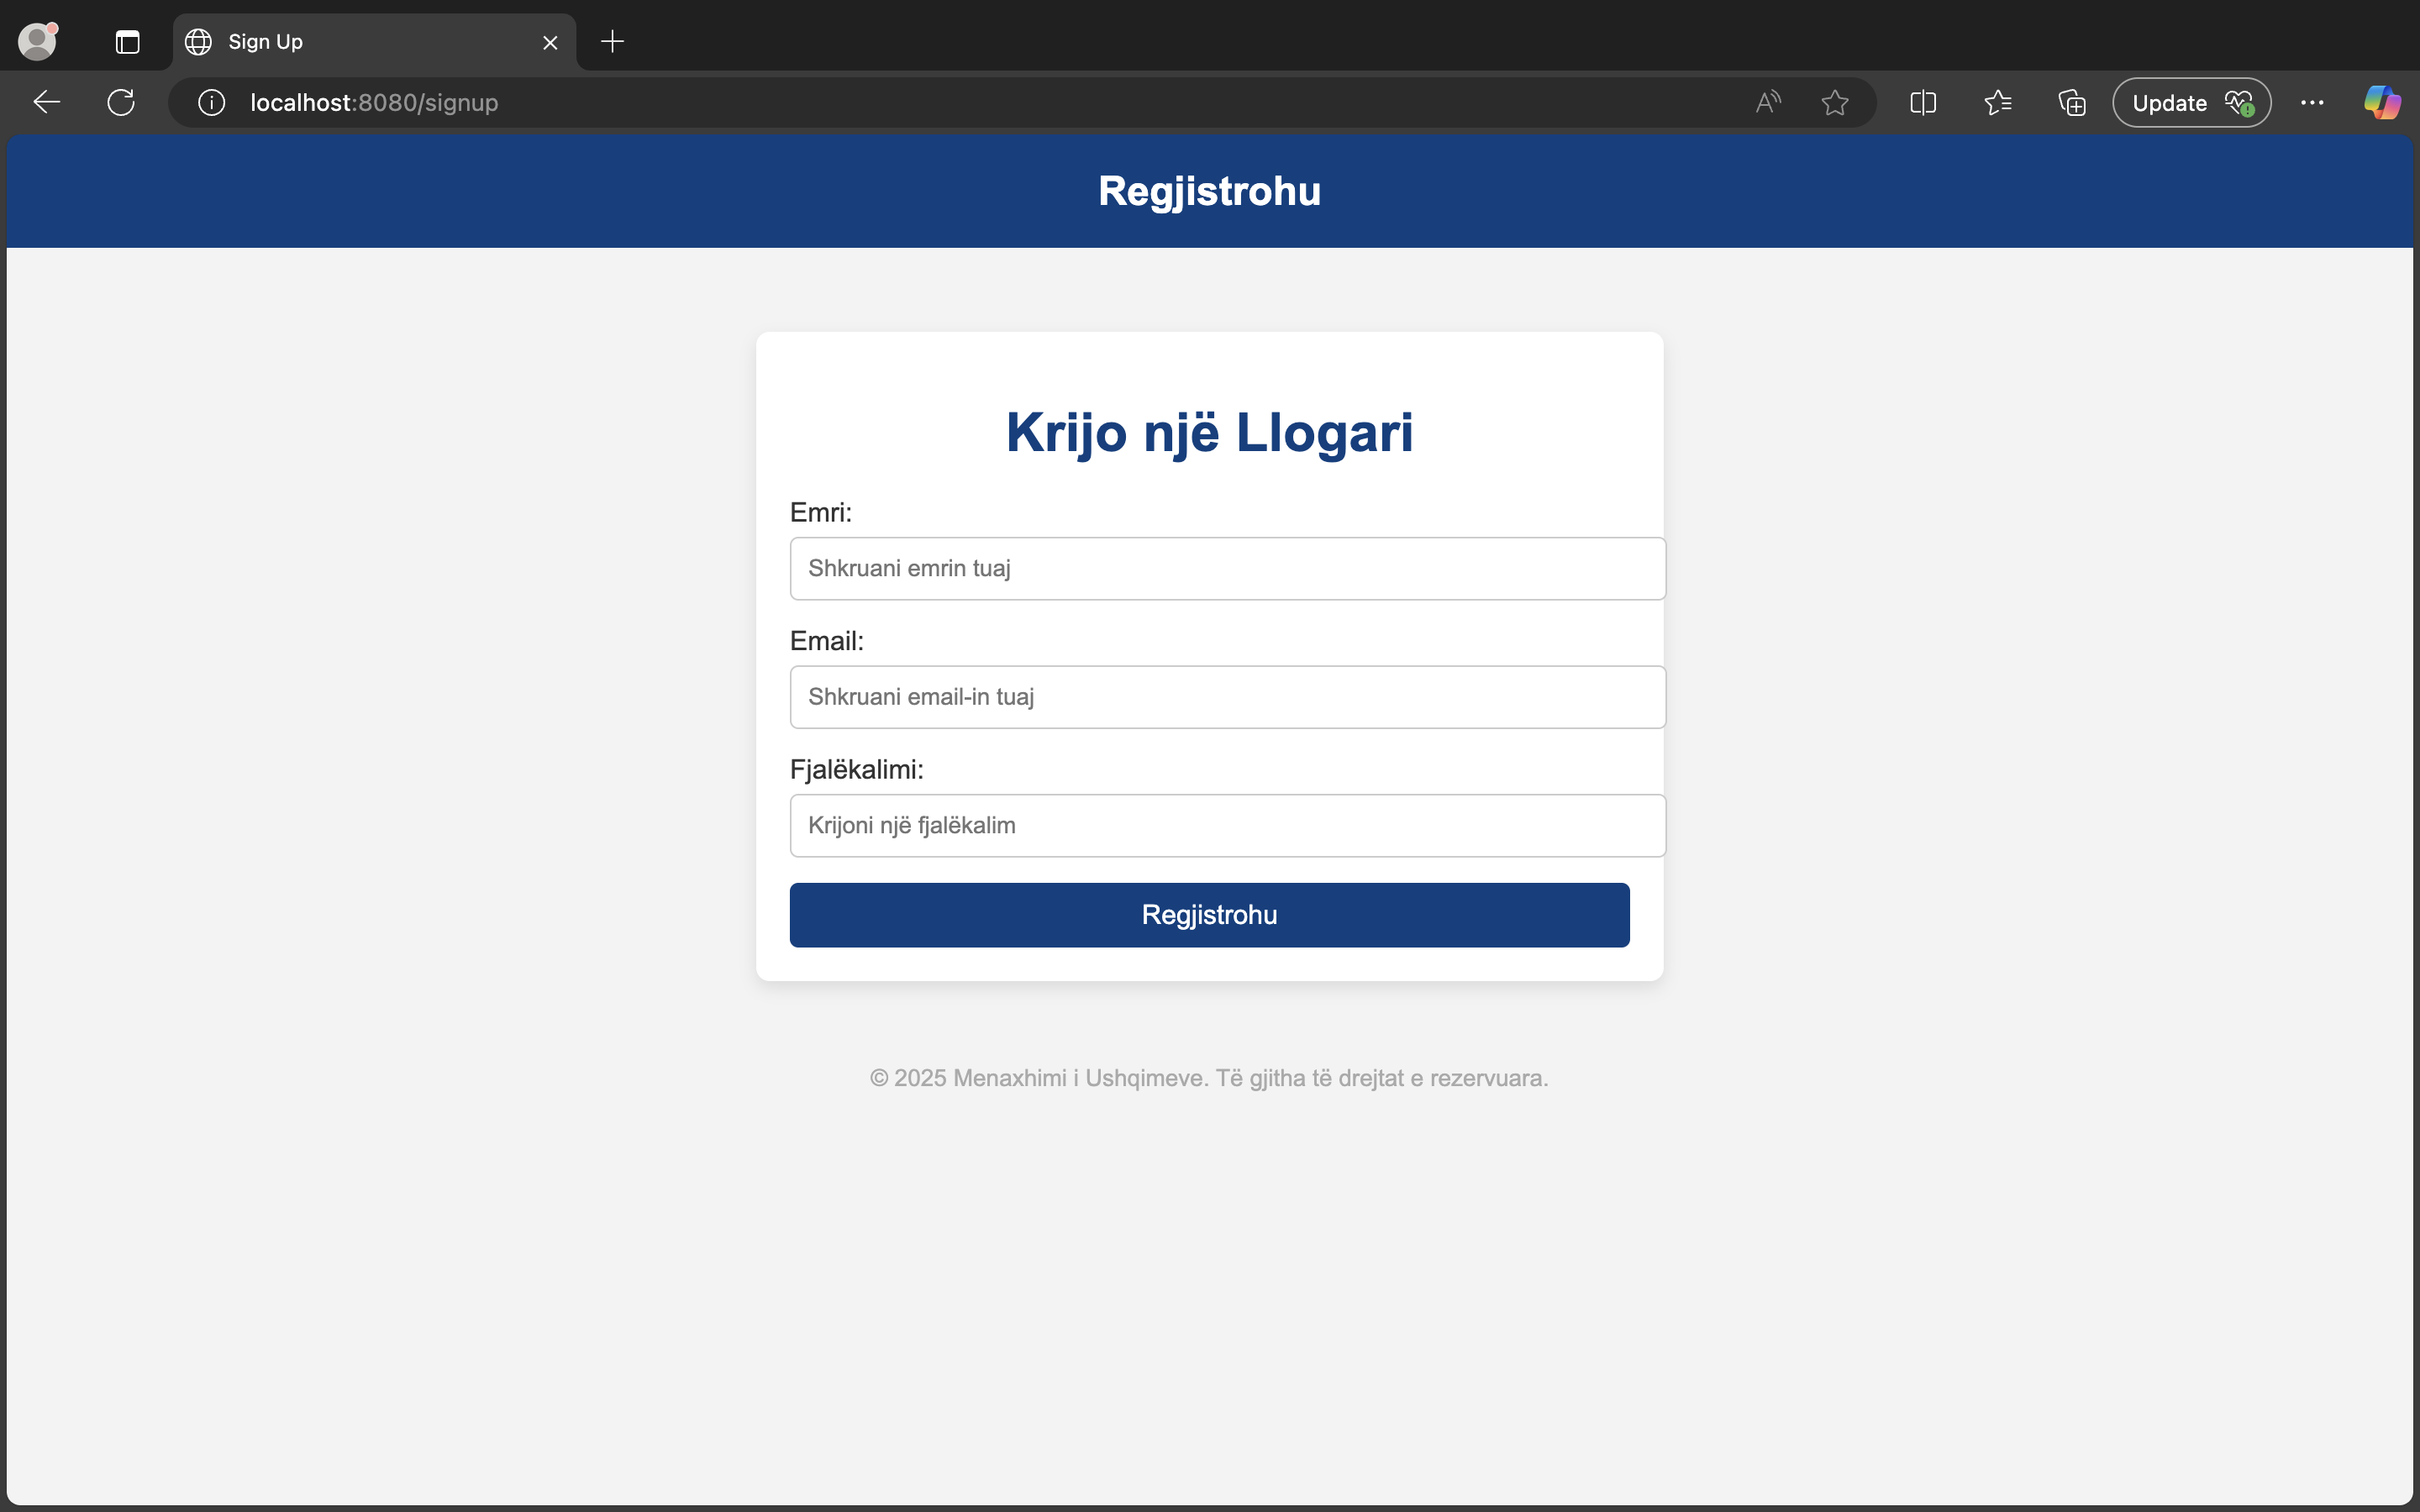 Sign Up
localhost:8080/signup
Update
Regjistrohu
Krijo një Llogari
Emri:
Shkruani emrin tuaj
Email:
Shkruani email-in tuaj
Fjalëkalimi:
Krijoni një fjalëkalim
Regjistrohu
© 2025 Menaxhimi i Ushqimeve. Të gjitha të drejtat e rezervuara.